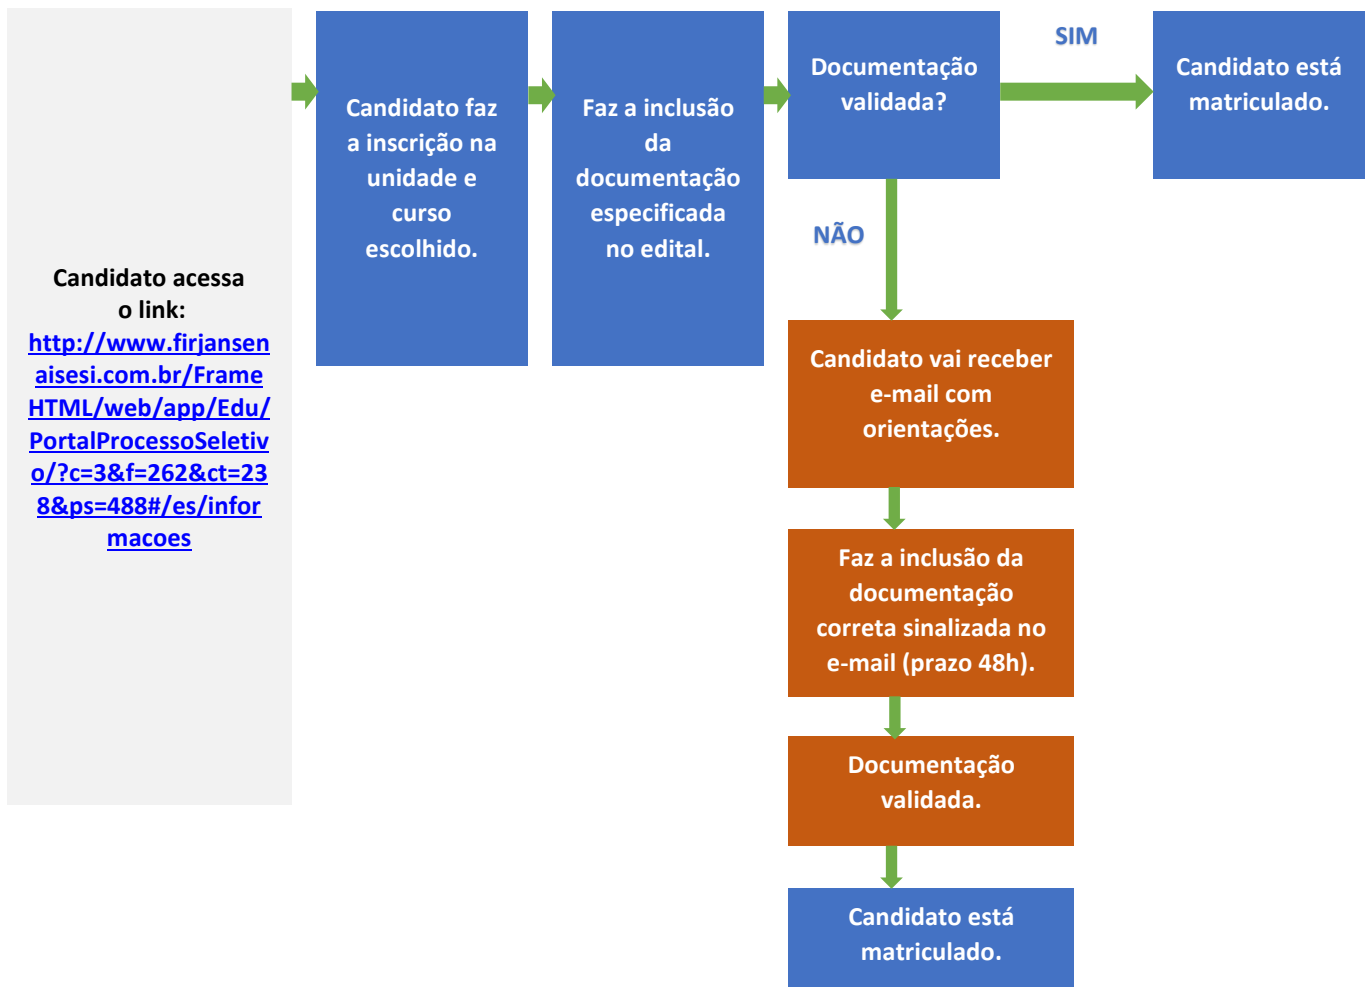 Candidato acessa
o link:
http://www.firjansen
aisesi.com.br/Frame
HTML/web/app/Edu/
PortalProcessoSeletiv
o/?c=3&f=262&ct=23
8&ps=488#/es/infor
macoes
Candidato faz
a inscrição na
unidade e
curso
escolhido.
Faz a inclusão
da
documentação
especificada
no edital.
Documentação
validada?
SIM
Candidato está
matriculado.
NÃO
Candidato vai receber
e-mail com
orientações.
Faz a inclusão da
documentação
correta sinalizada no
e-mail (prazo 48h).
Documentação
validada.
Candidato está
matriculado.